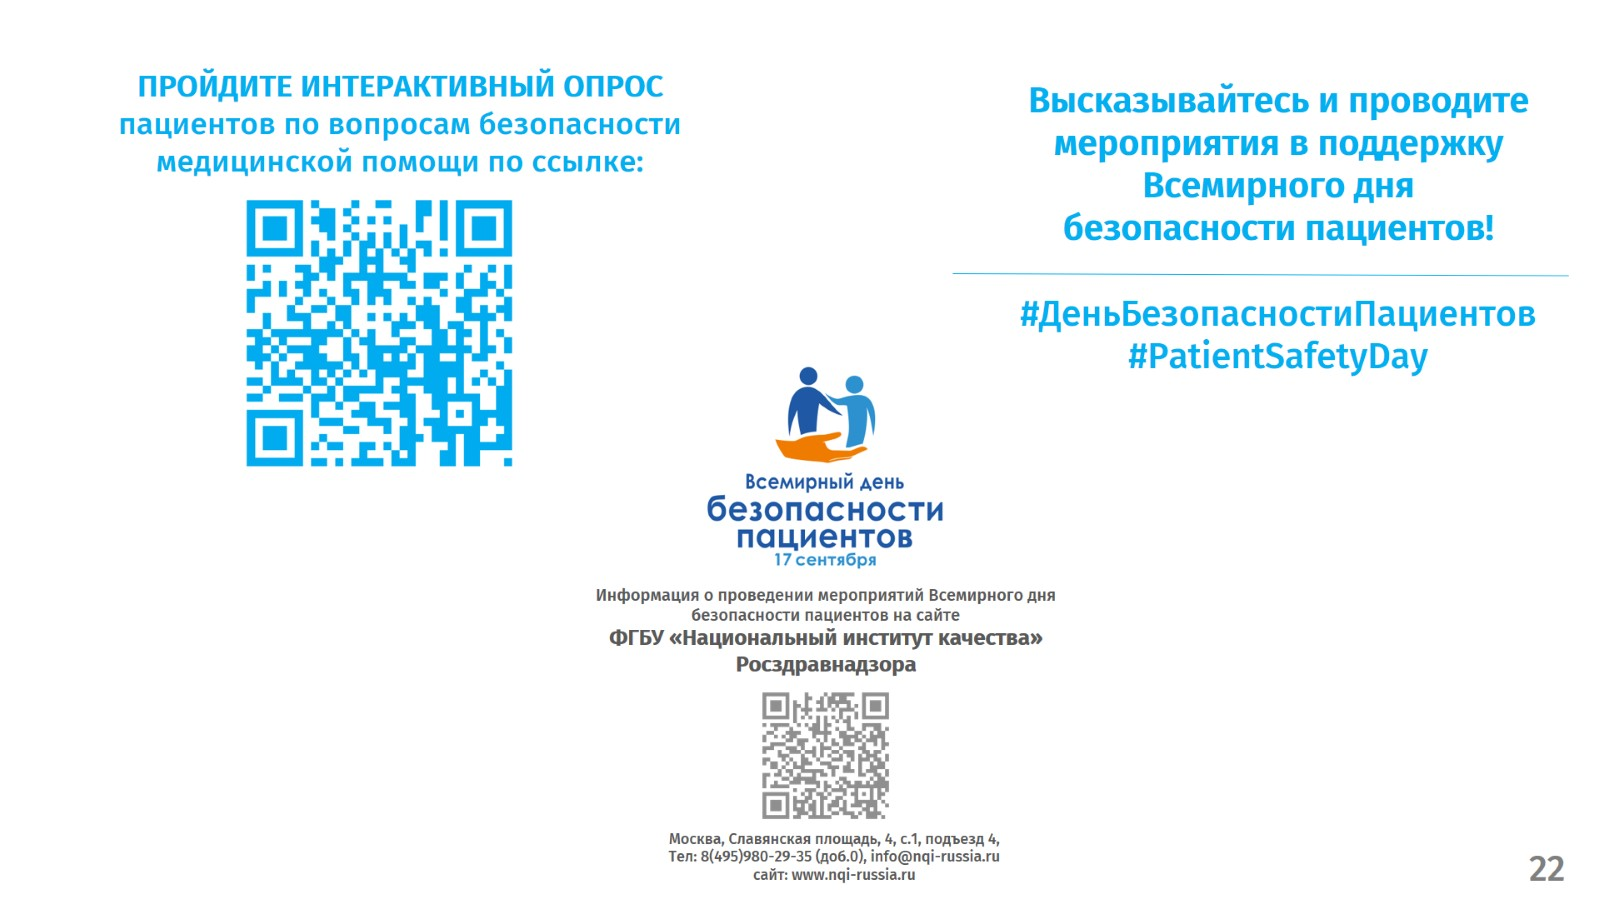 ПРОЙДИТЕ ИНТЕРАКТИВНЫЙ ОПРОС
пациентов по вопросам безопасности
медицинской помощи по ссылке:
Высказывайтесь и проводите
мероприятия в поддержку
Всемирного дня
безопасности пациентов!
#ДеньБезопасностиПациентов
#PatientSafetyDay
Всемирный день
безопасности
пациентов
17 сентября
Информация о проведении мероприятий Всемирного дня
безопасности пациентов на сайте
ФГБУ «Национальный институт качества»
Росздравнадзора
Москва, Славянская площадь, 4, с.1, подъезд 4,
Тел: 8(495)980-29-35 (доб.0), info@nqi-russia.ru
сайт: www.nqi-russia.ru
22